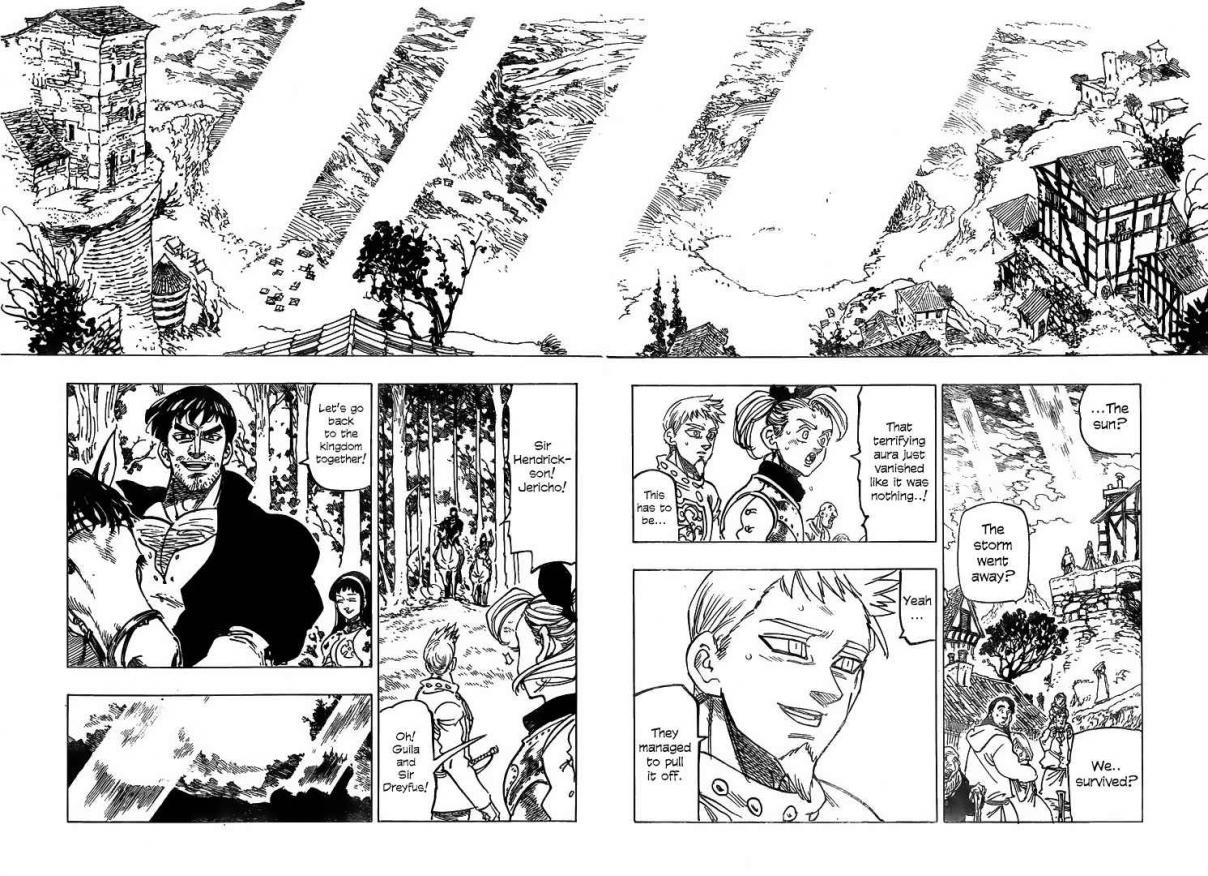 ...The
sun?
The
storm
went
away?
We..
survived?
That
terrifying
aura just
vanished
like it was
nothing..!
This
has to
be...
Yeah
...
They
managed
to pull
it off.
Sir
Hendrick-
son!
Jericho!
Oh!
Guila
and
Sir
Dreyfus!
Let's go
back
to the
kingdom
together!